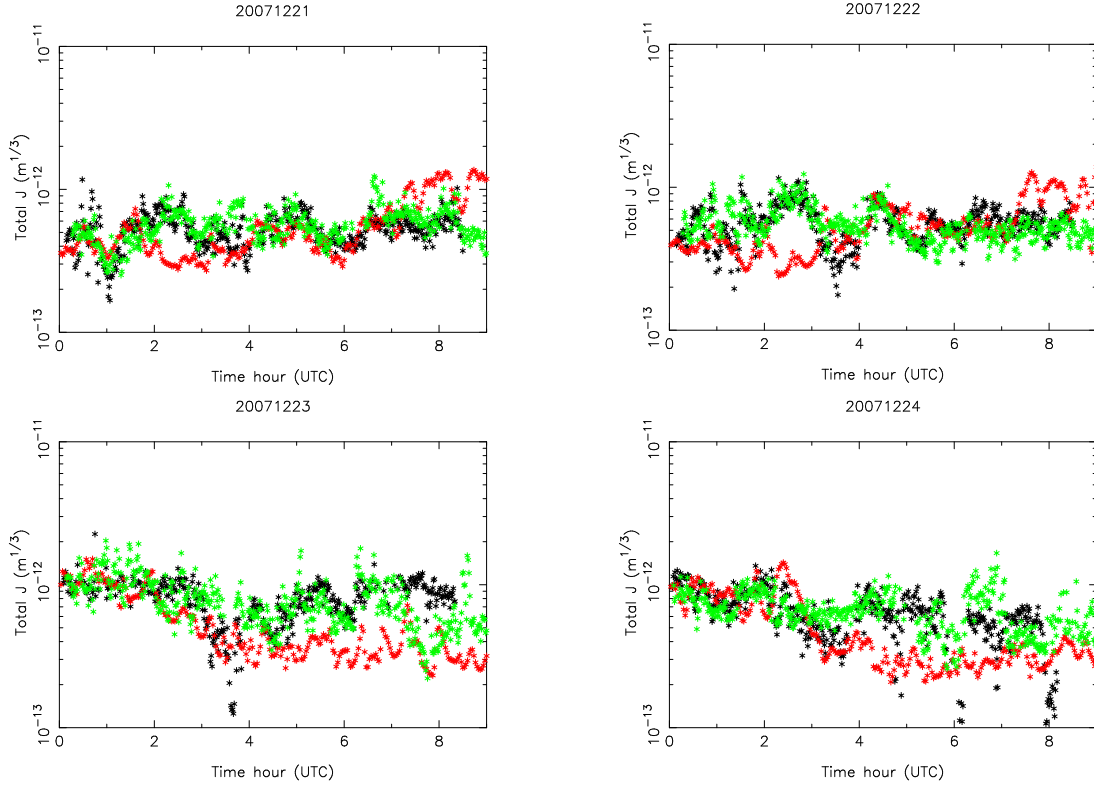 20071221
Total J (m^1/3)
10^-11
10^-12
10^-13
0 2 4 6 8
Time hour (UTC)
20071222
Total J (m^1/3)
10^-11
10^-12
10^-13
0 2 4 6 8
Time hour (UTC)
20071223
Total J (m^1/3)
10^-11
10^-12
10^-13
0 2 4 6 8
Time hour (UTC)
20071224
Total J (m^1/3)
10^-11
10^-12
10^-13
0 2 4 6 8
Time hour (UTC)